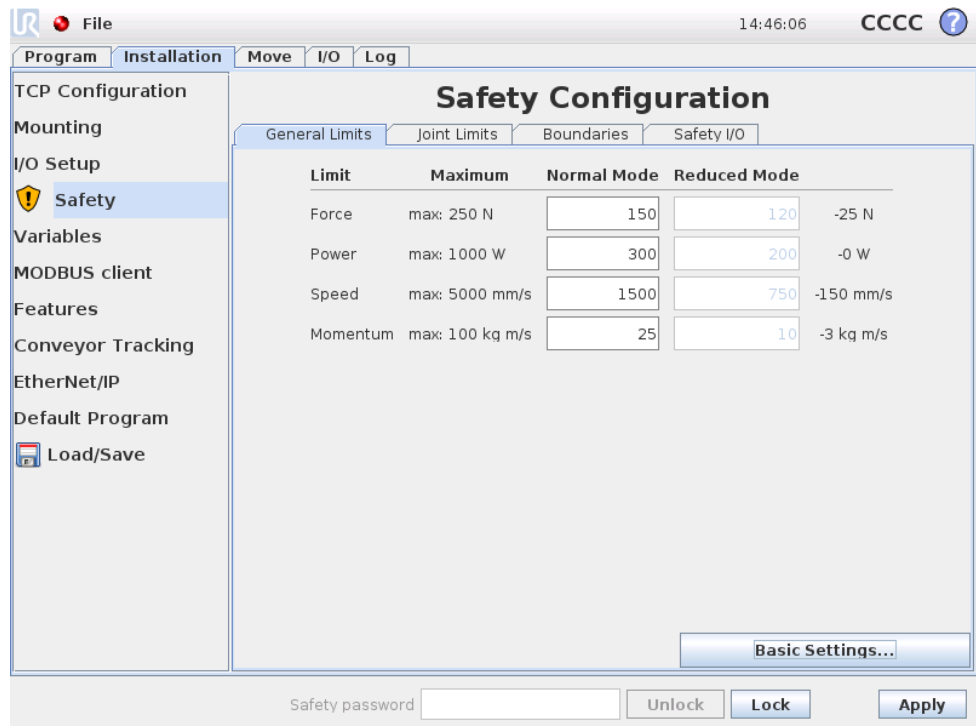 UR File 14:46:06 CCCC ?
Program Installation Move I/O Log
TCP Configuration
Mounting
I/O Setup
! Safety
Variables
MODBUS client
Features
Conveyor Tracking
EtherNet/IP
Default Program
Load/Save
Safety Configuration
General Limits Joint Limits Boundaries Safety I/O
Limit Maximum Normal Mode Reduced Mode
Force max: 250 N 150 120 -25 N
Power max: 1000 W 300 200 -0 W
Speed max: 5000 mm/s 1500 750 -150 mm/s
Momentum max: 100 kg m/s 25 10 -3 kg m/s
Basic Settings...
Safety password Unlock Lock Apply